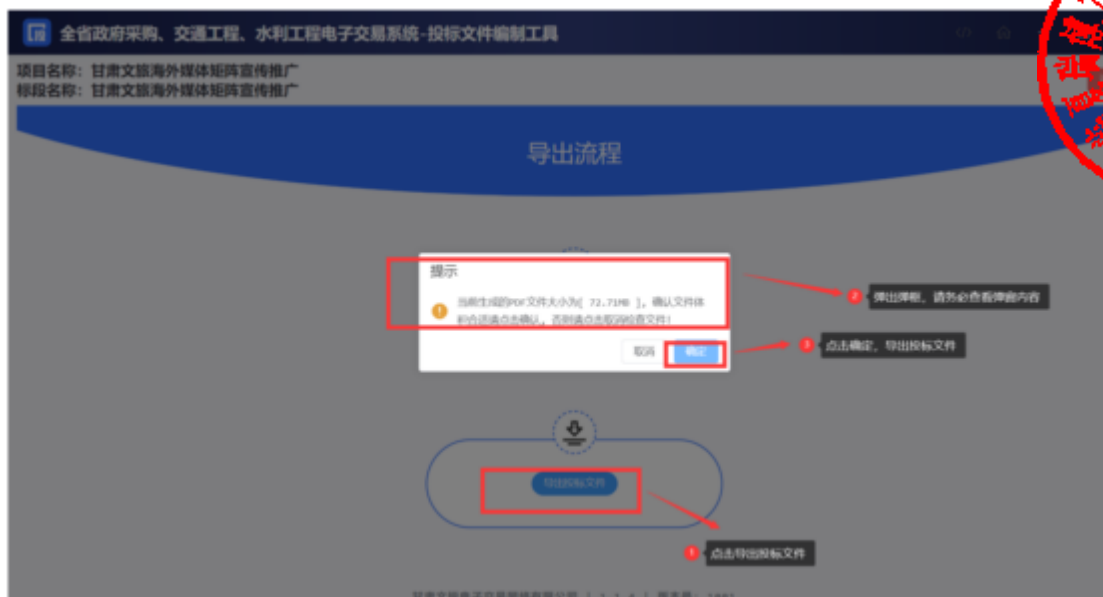 投 全省政府采购、交通工程、水利工程电子交易系统-投标文件编制工具
项目名称：甘肃文旅海外媒体矩阵宣传推广
标段名称：甘肃文旅海外媒体矩阵宣传推广
导出流程
提示
当前生成的PDF文件大小为[ 72.71MB ]，确认文件体
积合适请点击确认，否则请点击取消检查文件！
取消 确定
2 弹出弹框，请务必查看弹窗内容
3 点击确定，导出投标文件
导出投标文件
1 点击导出投标文件